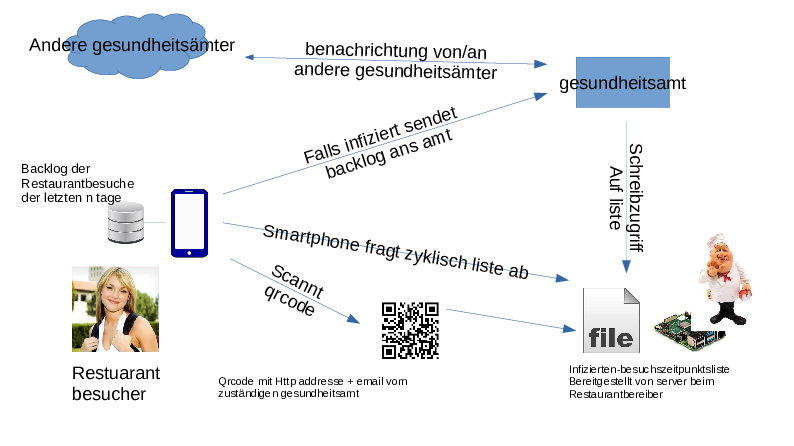 Andere gesundheitsämter
benachrichtung von/an
andere gesundheitsämter
gesundheitsamt
Falls infiziert sendet
backlog ans amt
Schreibzugriff
Auf liste
Backlog der
Restaurantbesuche
der letzten n tage
Smartphone fragt zyklisch liste ab
Scannt
qrcode
file
Restuarant
besucher
Qrcode mit Http addresse + email vom
zuständigen gesundheitsamt
Infizierten-besuchszeitpunktsliste
Bereitgestellt von server beim
Restaurantbereiber